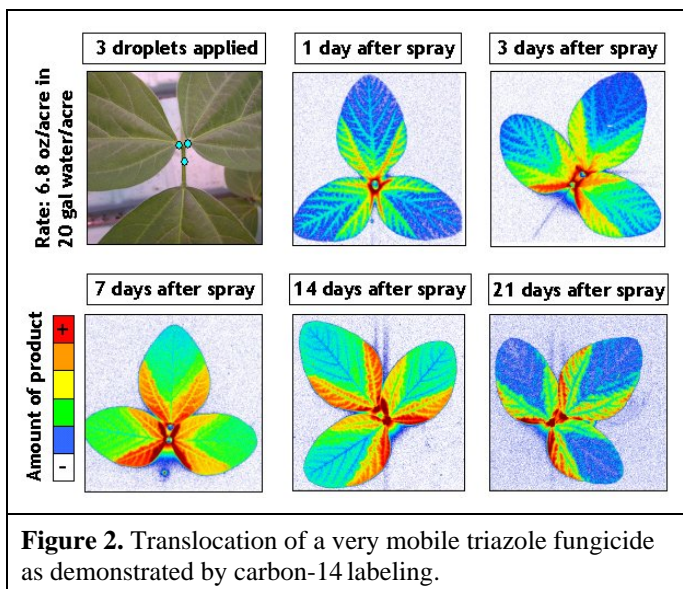 3 droplets applied
1 day after spray
3 days after spray
Rate: 6.8 oz/acre in
20 gal water/acre
7 days after spray
14 days after spray
21 days after spray
Amount of product
+
-
Figure 2. Translocation of a very mobile triazole fungicide
as demonstrated by carbon-14 labeling.